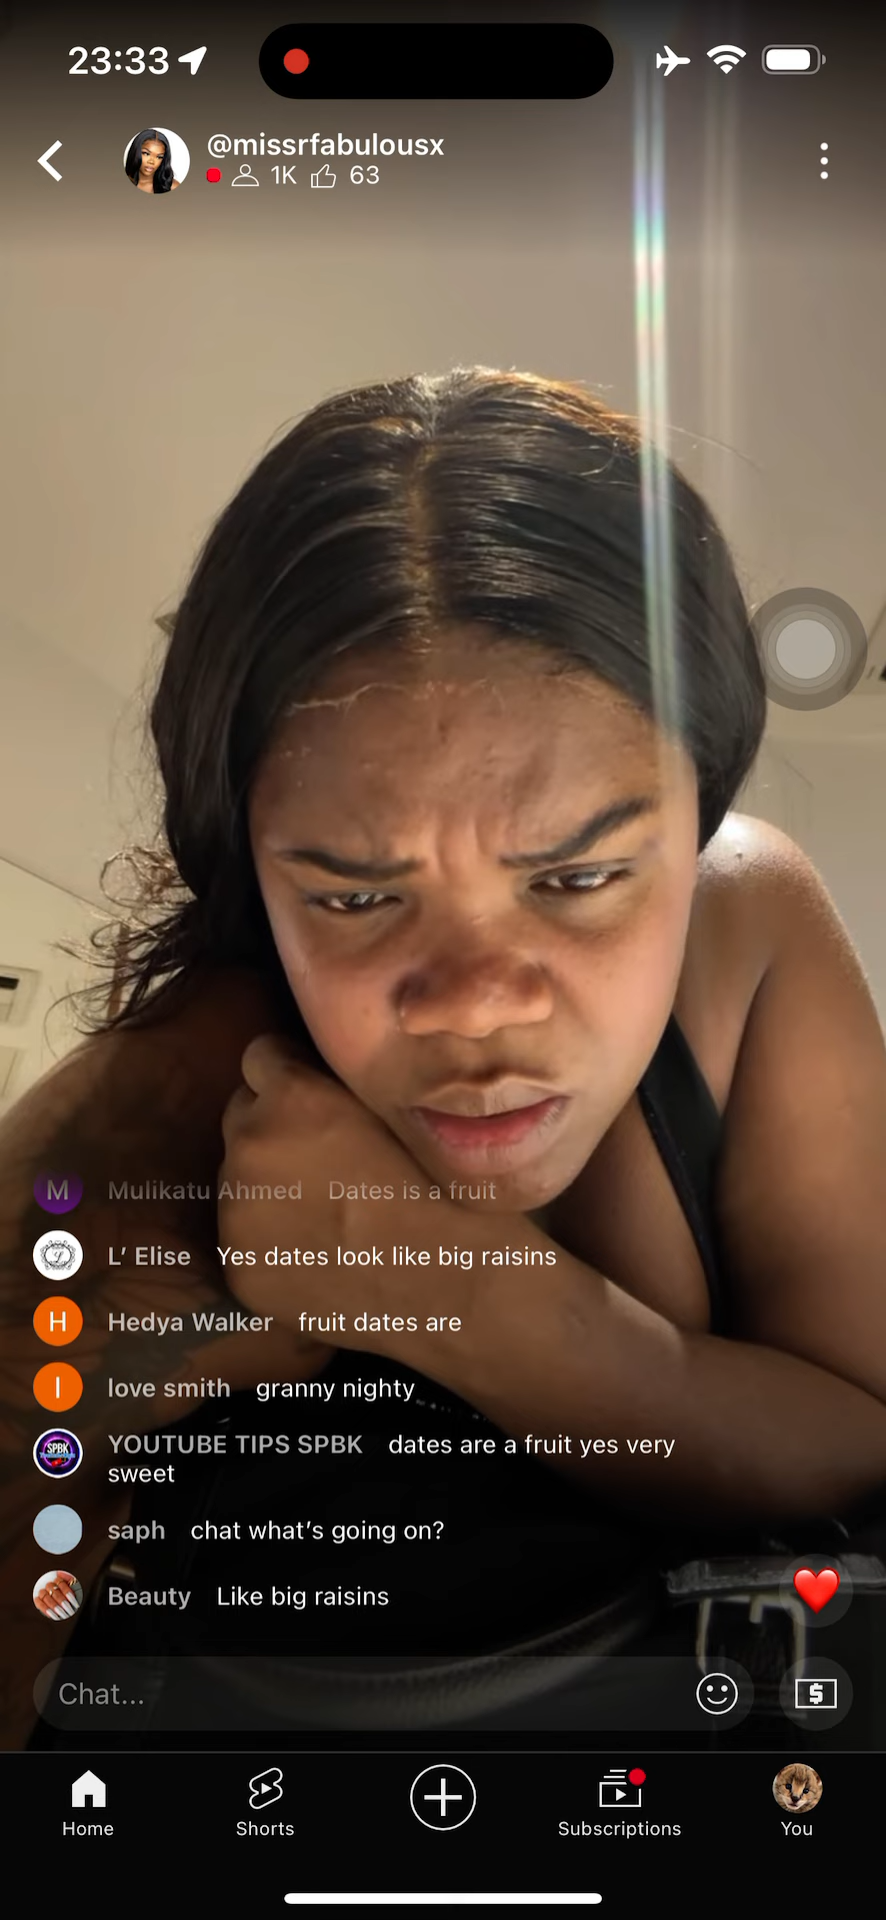 23:33
@missrfabulousx
1K 63
M Mulikatu Ahmed Dates is a fruit
L' Elise Yes dates look like big raisins
H Hedya Walker fruit dates are
I love smith granny nighty
SPBK YOUTUBE TIPS SPBK dates are a fruit yes very
sweet
saph chat what's going on?
Beauty Like big raisins
Chat...
$
Home Shorts Subscriptions You